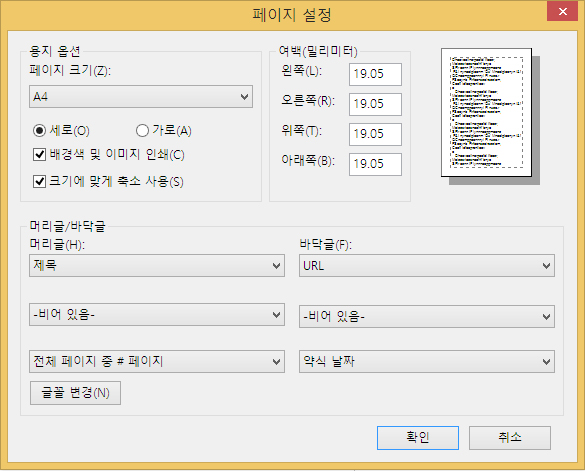 페이지 설정
용지 옵션
페이지 크기(Z):
A4
세로(O) 가로(A)
배경색 및 이미지 인쇄(C)
크기에 맞게 축소 사용(S)
여백(밀리미터)
왼쪽(L): 19.05
오른쪽(R): 19.05
위쪽(T): 19.05
아래쪽(B): 19.05
머리글/바닥글
머리글(H): 바닥글(F):
제목 URL
-비어 있음- -비어 있음-
전체 페이지 중 # 페이지 약식 날짜
글꼴 변경(N)
확인 취소